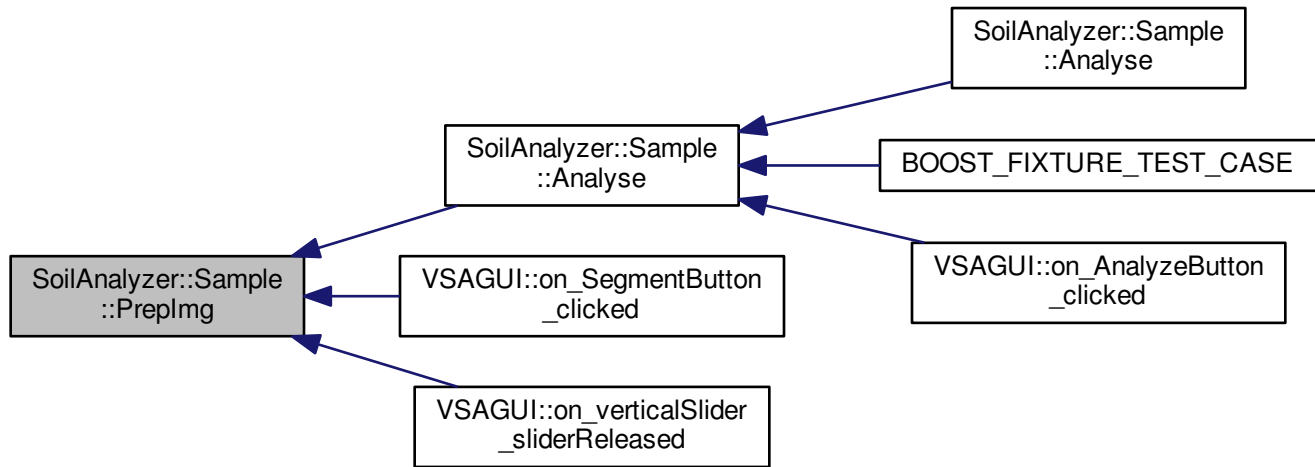 SoilAnalyzer::Sample
::Analyse
SoilAnalyzer::Sample
::Analyse
BOOST_FIXTURE_TEST_CASE
SoilAnalyzer::Sample
::PrepImg
VSAGUI::on_SegmentButton
_clicked
VSAGUI::on_AnalyzeButton
_clicked
VSAGUI::on_verticalSlider
_sliderReleased